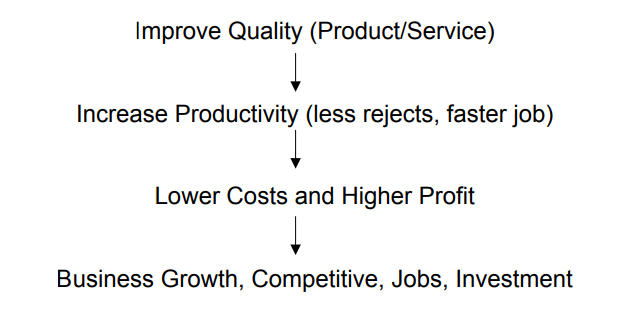 Improve Quality (Product/Service)
Increase Productivity (less rejects, faster job)
Lower Costs and Higher Profit
Business Growth, Competitive, Jobs, Investment